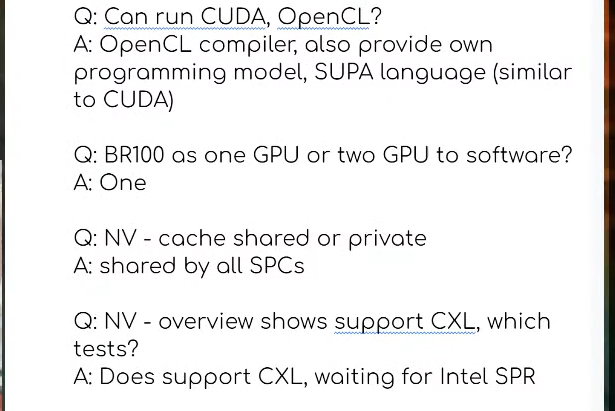 Q: Can run CUDA, OpenCL?
A: OpenCL compiler, also provide own
programming model, SUPA language (similar
to CUDA)
Q: BR100 as one GPU or two GPU to software?
A: One
Q: NV - cache shared or private
A: shared by all SPCs
Q: NV - overview shows support CXL, which
tests?
A: Does support CXL, waiting for Intel SPR